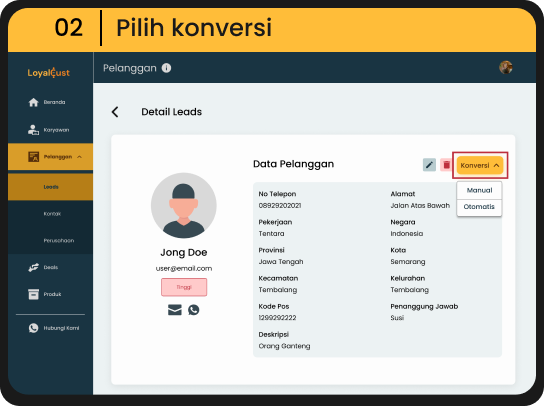 02 Pilih konversi
LoyalCust
Pelanggan i
Beranda
Karyawan
Pelanggan
Leads
Kontak
Perusahaan
Deals
Produk
Hubungi Kami
Detail Leads
Data Pelanggan
Konversi
Manual
Otomatis
Jong Doe
user@email.com
Tinggi
No Telepon
08929202021
Alamat
Jalan Atas Bawah
Pekerjaan
Tentara
Negara
Indonesia
Provinsi
Jawa Tengah
Kota
Semarang
Kecamatan
Tembalang
Kelurahan
Tembalang
Kode Pos
1299292222
Penanggung Jawab
Susi
Deskripsi
Orang Ganteng